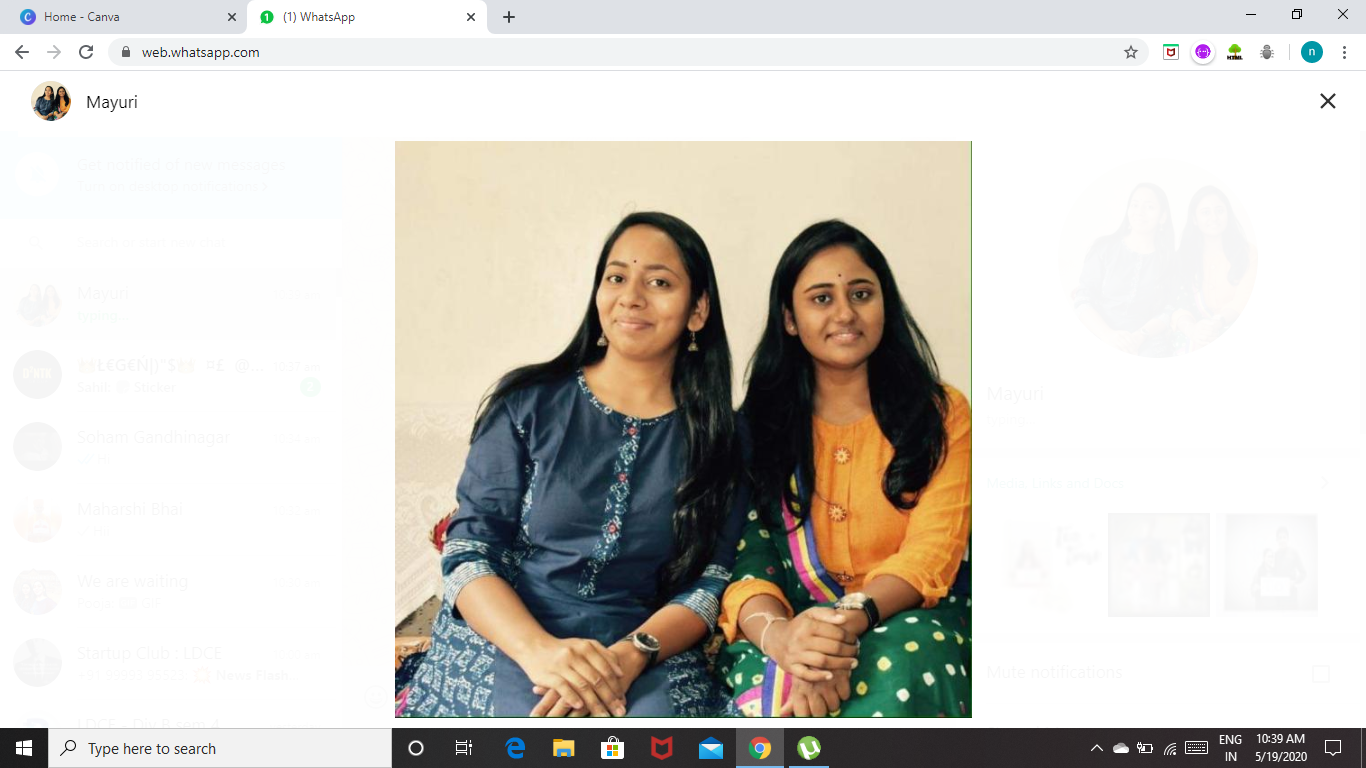 Home - Canva
(1) WhatsApp
web.whatsapp.com
n
Mayuri
Get notified of new messages
Turn on desktop notifications
Search or start new chat
Mayuri
typing...
Soham Gandhinagar
Maharshi Bhai
We are waiting
Startup Club : LDCE
News Flash
LDCE - Div B sem 4
Mayuri
Media, Links and Docs
Mute notifications
Type here to search
ENG
IN
10:39 AM
5/19/2020